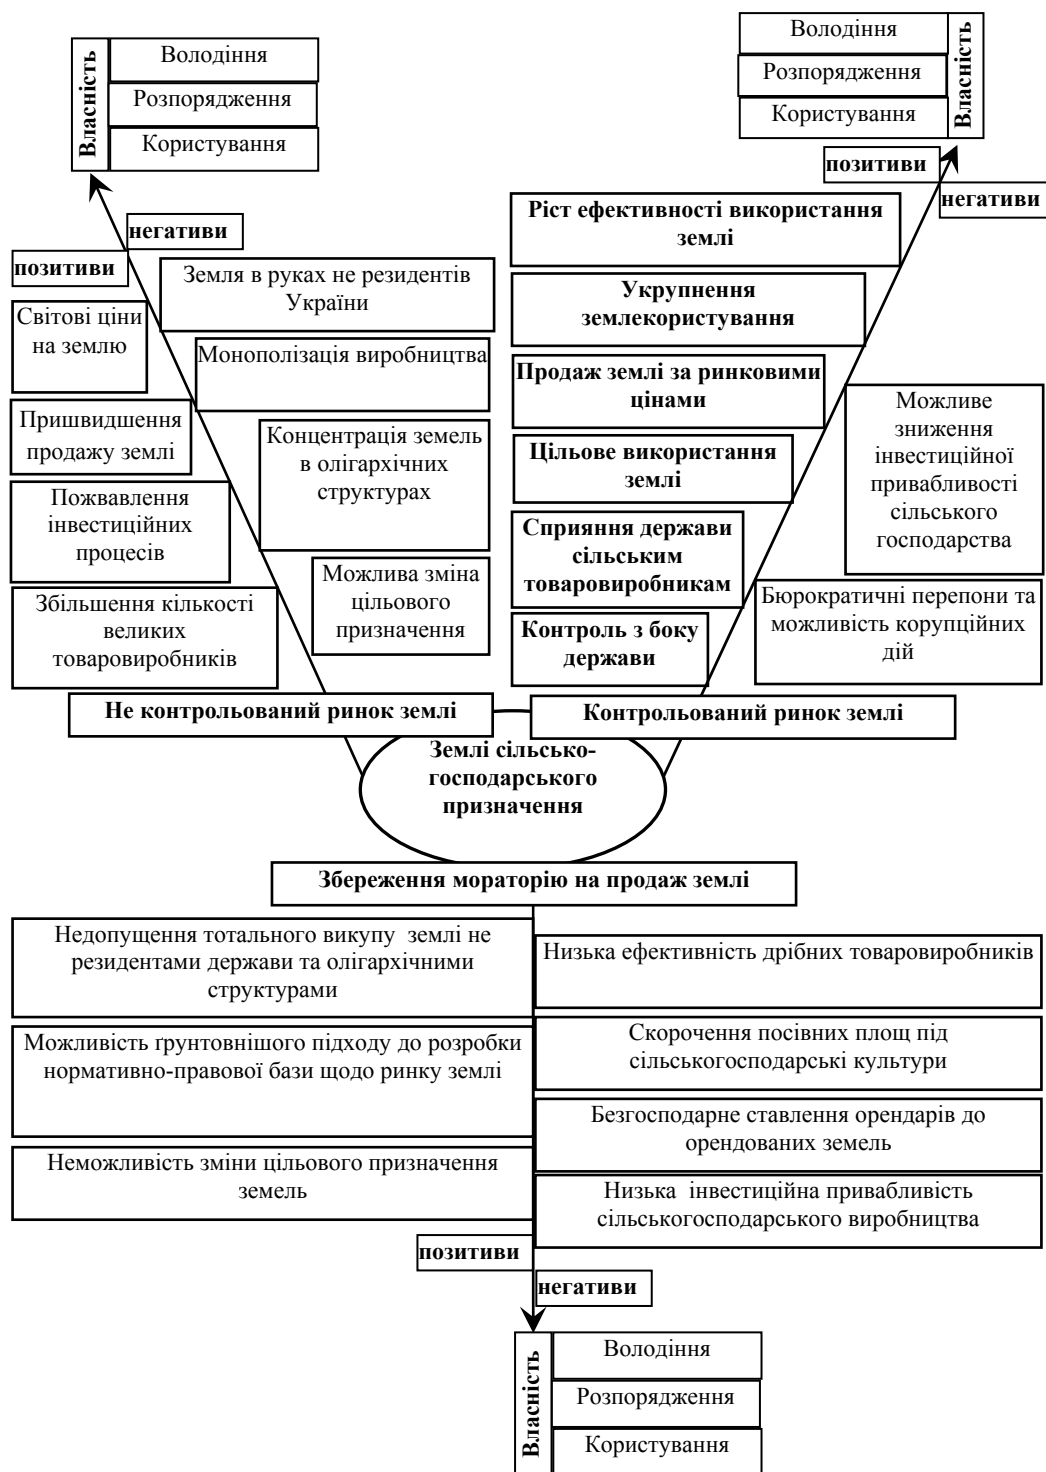 Власність
Володіння
Розпорядження
Користування
Володіння
Розпорядження
Користування
Власність
негативи
позитиви
позитиви
негативи
Світові ціни
на землю
Пришвидшення
продажу землі
Пожвавлення
інвестиційних
процесів
Збільшення кількості
великих
товаровиробників
Земля в руках не резидентів
України
Монополізація виробництва
Концентрація земель
в олігархічних
структурах
Можлива зміна
цільового
призначення
Ріст ефективності використання
землі
Укрупнення
землекористування
Продаж землі за ринковими
цінами
Цільове використання
землі
Сприяння держави
сільським
товаровиробникам
Контроль з боку
держави
Можливе
зниження
інвестиційної
привабливості
сільського
господарства
Бюрократичні перепони та
можливість корупційних
дій
Не контрольований ринок землі
Контрольований ринок землі
Землі сільсько-
господарського
призначення
Збереження мораторію на продаж землі
Недопущення тотального викупу землі не
резидентами держави та олігархічними
структурами
Можливість ґрунтовнішого підходу до розробки
нормативно-правової бази щодо ринку землі
Неможливість зміни цільового призначення
земель
Низька ефективність дрібних товаровиробників
Скорочення посівних площ під
сільськогосподарські культури
Безгосподарне ставлення орендарів до
орендованих земель
Низька інвестиційна привабливість
сільськогосподарського виробництва
позитиви
негативи
Власність
Володіння
Розпорядження
Користування